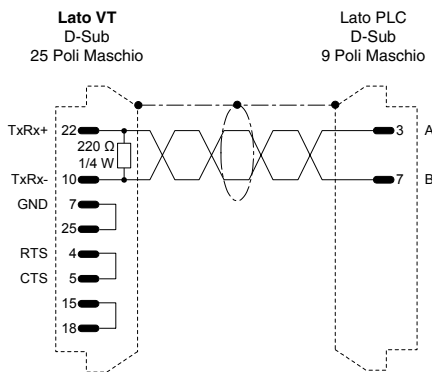 Lato VT
D-Sub
25 Poli Maschio
Lato PLC
D-Sub
9 Poli Maschio
TxRx+ 22
220 Ω
1/4 W
3 A
TxRx- 10
7 B
GND 7
25
RTS 4
CTS 5
15
18